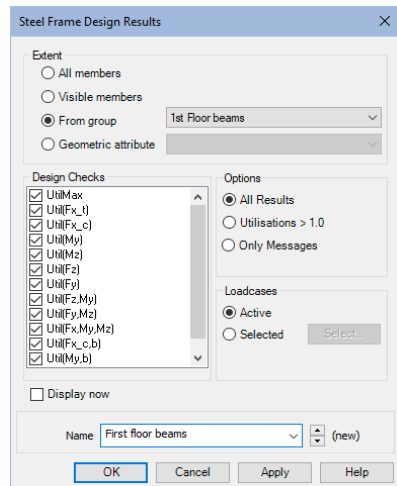 Steel Frame Design Results
Extent
All members
Visible members
From group
1st Floor beams
Geometric attribute
Design Checks
UtilMax
Util(Fx_t)
Util(Fx_c)
Util(My)
Util(Mz)
Util(Fz)
Util(Fy)
Util(Fz,My)
Util(Fy,Mz)
Util(Fx,My,Mz)
Util(Fx_c,b)
Util(My,b)
Options
All Results
Utilisations > 1.0
Only Messages
Loadcases
Active
Selected
Select...
Display now
Name
First floor beams
(new)
OK
Cancel
Apply
Help